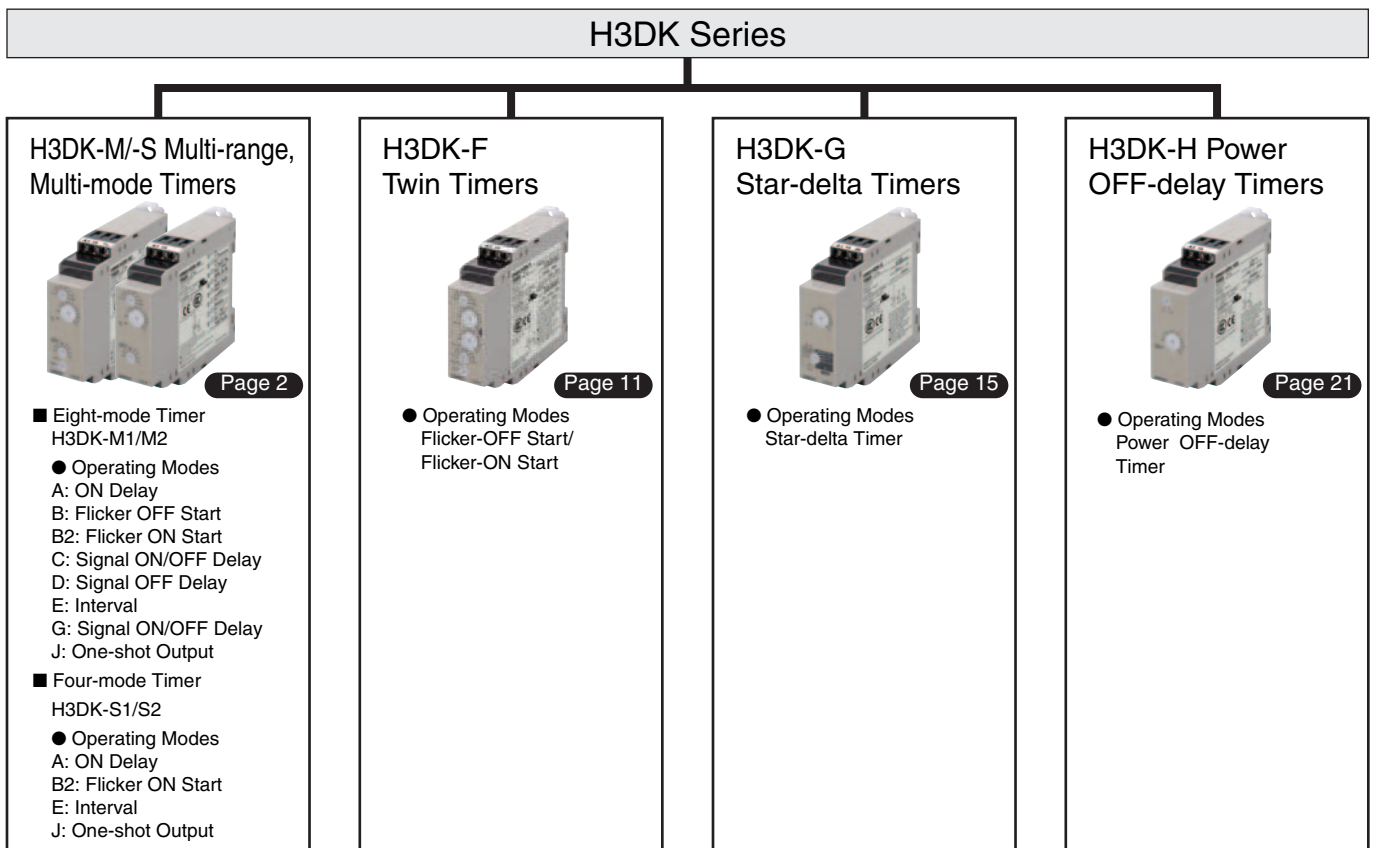 H3DK Series
H3DK-M/-S Multi-range,
Multi-mode Timers
Page 2
■ Eight-mode Timer
H3DK-M1/M2
● Operating Modes
A: ON Delay
B: Flicker OFF Start
B2: Flicker ON Start
C: Signal ON/OFF Delay
D: Signal OFF Delay
E: Interval
G: Signal ON/OFF Delay
J: One-shot Output
■ Four-mode Timer
H3DK-S1/S2
● Operating Modes
A: ON Delay
B2: Flicker ON Start
E: Interval
J: One-shot Output
H3DK-F
Twin Timers
Page 11
● Operating Modes
Flicker-OFF Start/
Flicker-ON Start
H3DK-G
Star-delta Timers
Page 15
● Operating Modes
Star-delta Timer
H3DK-H Power
OFF-delay Timers
Page 21
● Operating Modes
Power OFF-delay
Timer